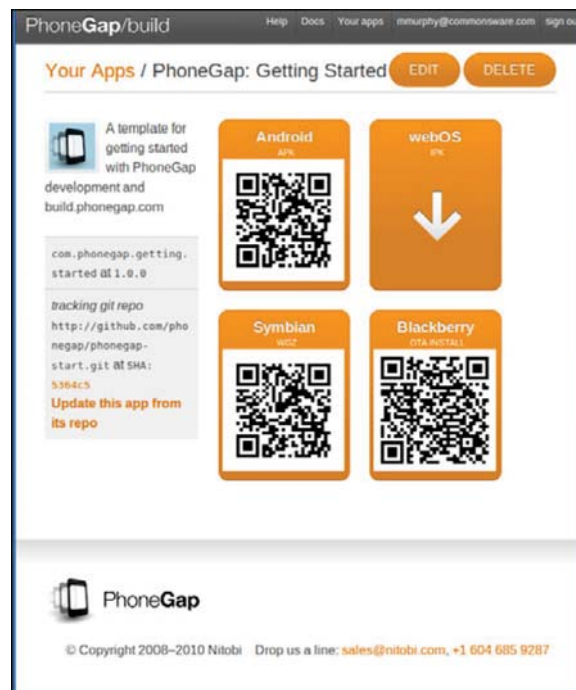 PhoneGap/build
Help Docs Your apps mmurphy@commonsware.com sign ou
Your Apps / PhoneGap: Getting Started
EDIT
DELETE
A template for
getting started
with PhoneGap
development and
build.phonegap.com
com.phonegap.getting.
started at 1.0.0
tracking git repo
http://github.com/pho
negap/phonegap-
start.git at SHA:
5364c5
Update this app from
its repo
Android
APK
webOS
IPK
Symbian
WGZ
Blackberry
OTA INSTALL
PhoneGap
© Copyright 2008–2010 Nitobi Drop us a line: sales@nitobi.com, +1 604 685 9287